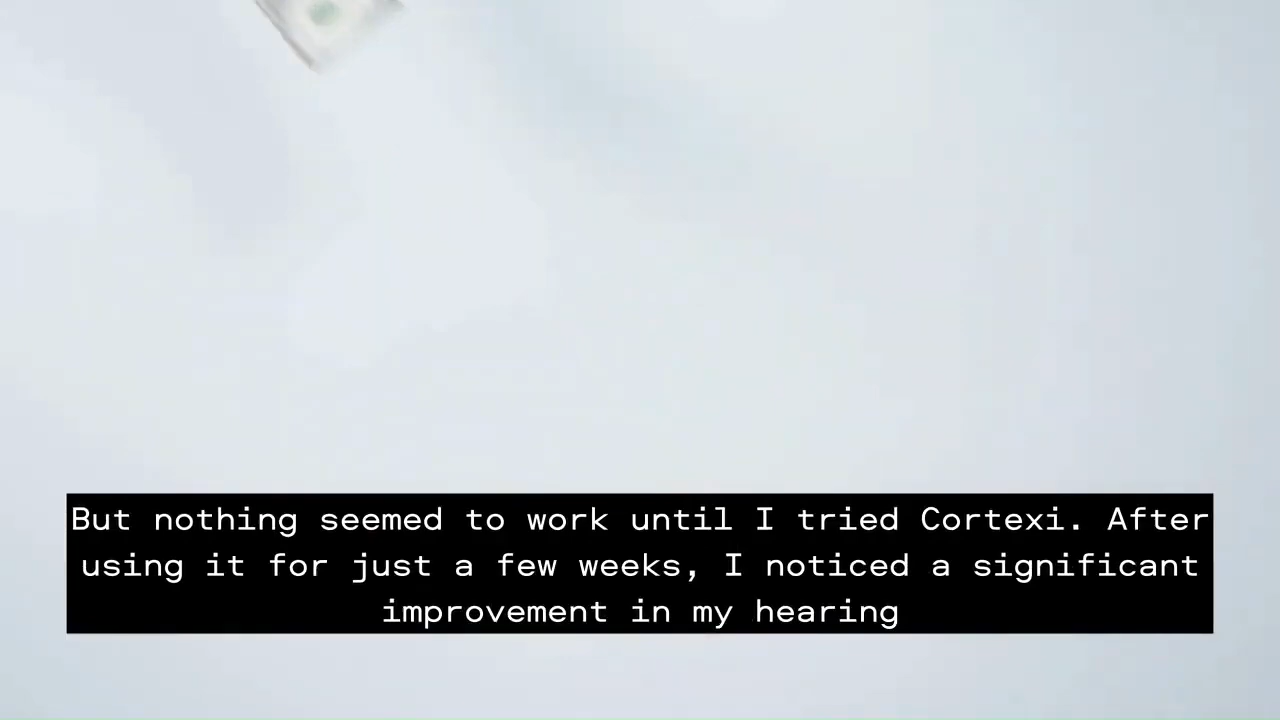 But nothing seemed to work until I tried Cortexi. After
using it for just a few weeks, I noticed a significant
improvement in my hearing